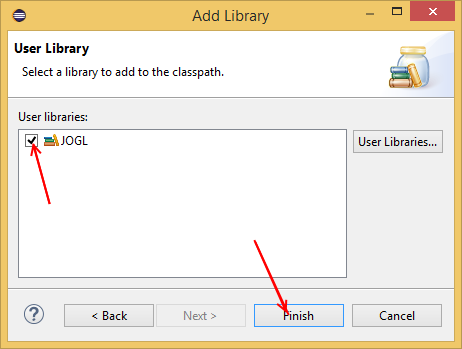 Add Library
User Library
Select a library to add to the classpath.
User libraries:
JOGL
User Libraries...
?
< Back
Next >
Finish
Cancel